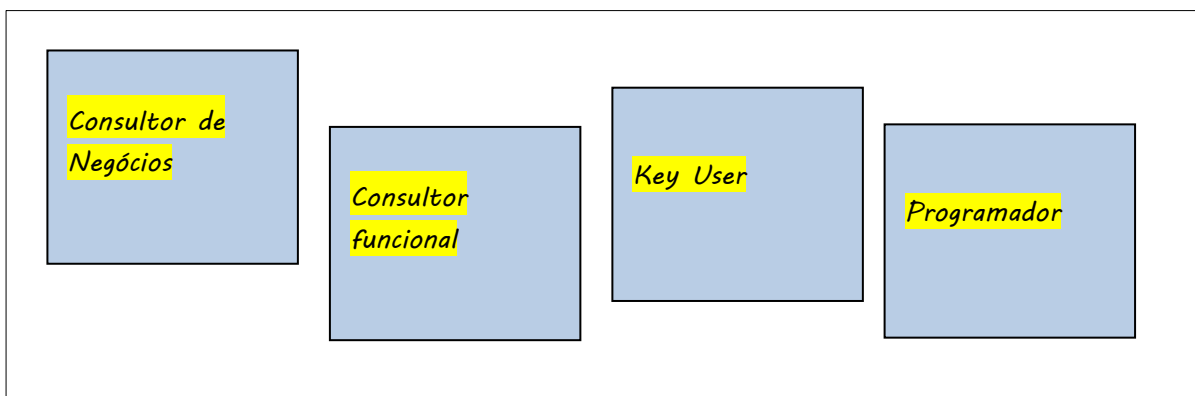 Consultor de
Negócios
Consultor
funcional
Key User
Programador